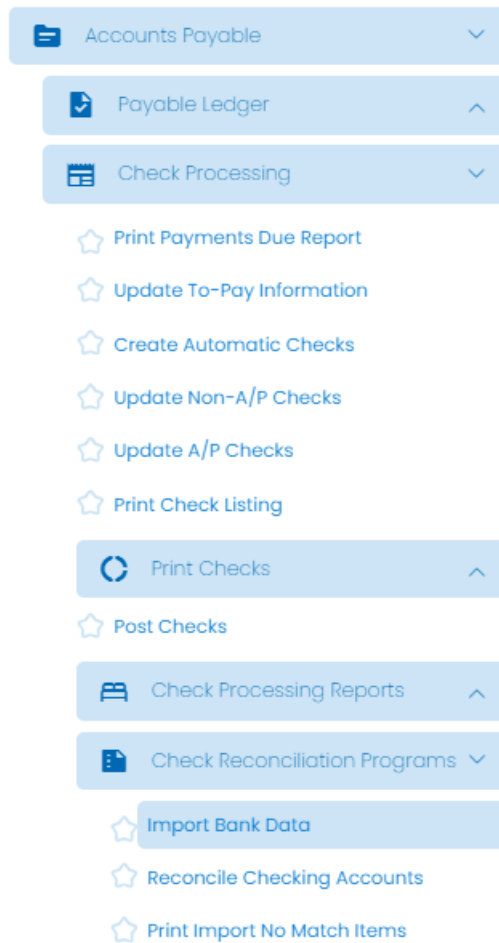 Accounts Payable
Payable Ledger
Check Processing
Print Payments Due Report
Update To-Pay Information
Create Automatic Checks
Update Non-A/P Checks
Update A/P Checks
Print Check Listing
Print Checks
Post Checks
Check Processing Reports
Check Reconciliation Programs
Import Bank Data
Reconcile Checking Accounts
Print Import No Match Items